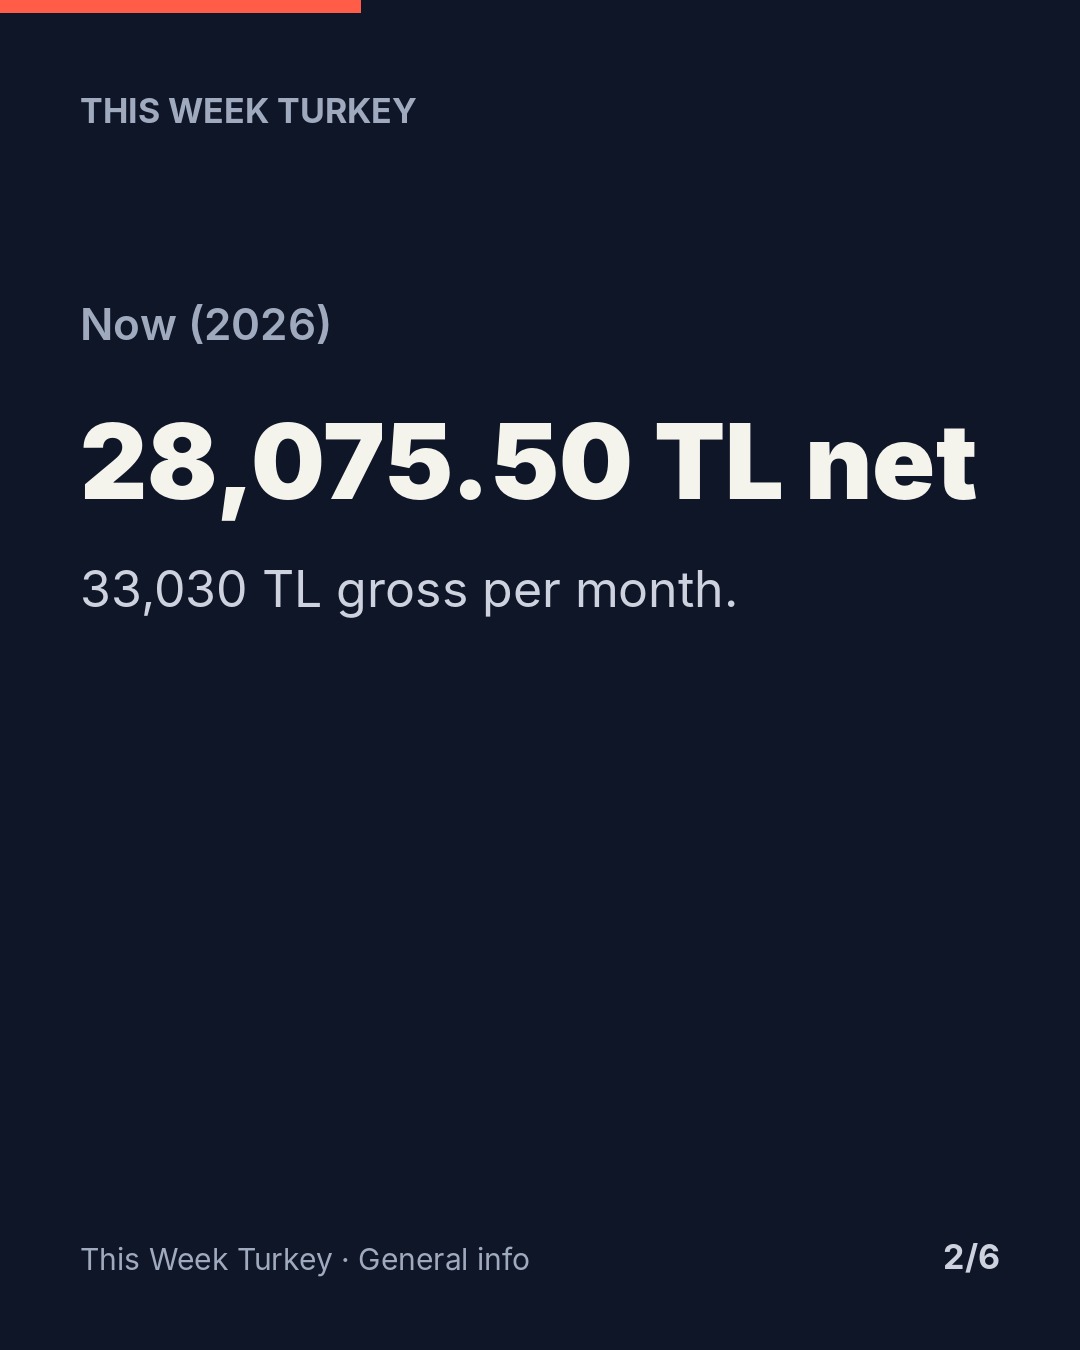 THIS WEEK TURKEY
Now (2026)
28,075.50 TL net
33,030 TL gross per month.
This Week Turkey · General info
2/6